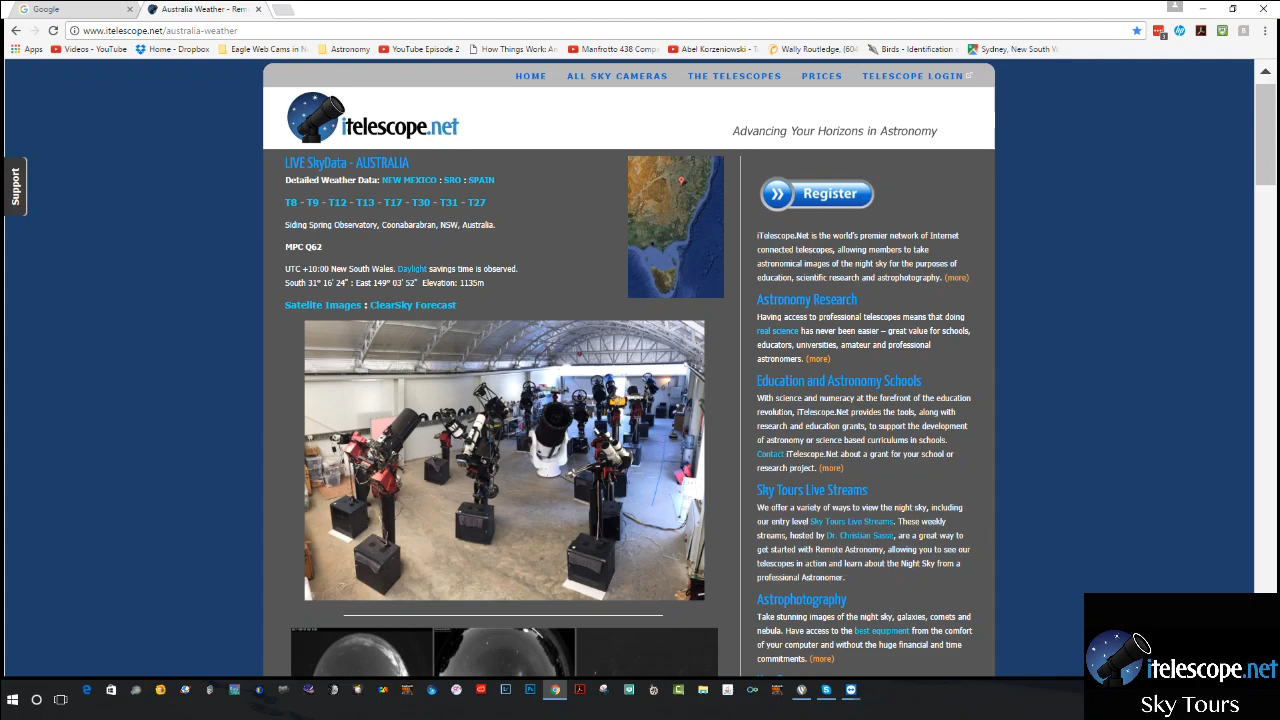 Google
Australia Weather - Rem
www.itelescope.net/australia-weather
Apps Videos - YouTube Home - Dropbox Eagle Web Cams in N Astronomy YouTube Episode 2 How Things Work: An Manfrotto 438 Compa Abel Korzeniowski - Ta Wally Routledge, (604 Birds - Identification o Sydney, New South W
HOME ALL SKY CAMERAS THE TELESCOPES PRICES TELESCOPE LOGIN
itelescope.net
Advancing Your Horizons in Astronomy
Support
LIVE SkyData - AUSTRALIA
Detailed Weather Data: NEW MEXICO : SRO : SPAIN
T8 - T9 - T12 - T13 - T17 - T30 - T31 - T27
Siding Spring Observatory, Coonabarabran, NSW, Australia.
MPC Q62
UTC +10:00 New South Wales. Daylight savings time is observed.
South 31° 16' 24" : East 149° 03' 52" Elevation: 1135m
Satelite Images : ClearSky Forecast
Register
iTelescope.Net is the world's premier network of Internet
connected telescopes, allowing members to take
astronomical images of the night sky for the purposes of
education, scientific research and astrophotography. (more)
Astronomy Research
Having access to professional telescopes means that doing
real science has never been easier – great value for schools,
educators, universities, amateur and professional
astronomers. (more)
Education and Astronomy Schools
With science and numeracy at the forefront of the education
revolution, iTelescope.Net provides the tools, along with
research and education grants, to support the development
of astronomy or science based curriculums in schools.
Contact iTelescope.Net about a grant for your school or
research project. (more)
Sky Tours Live Streams
We offer a variety of ways to view the night sky, including
our entry level Sky Tours Live Streams. These weekly
streams, hosted by Dr. Christian Sasse, are a great way to
get started with Remote Astronomy, allowing you to see our
telescopes in action and learn about the Night Sky from a
professional Astronomer.
Astrophotography
Take stunning images of the night sky, galaxies, comets and
nebula. Have access to the best equipment from the comfort
of your computer and without the huge financial and time
commitments. (more)
itelescope.net
Sky Tours